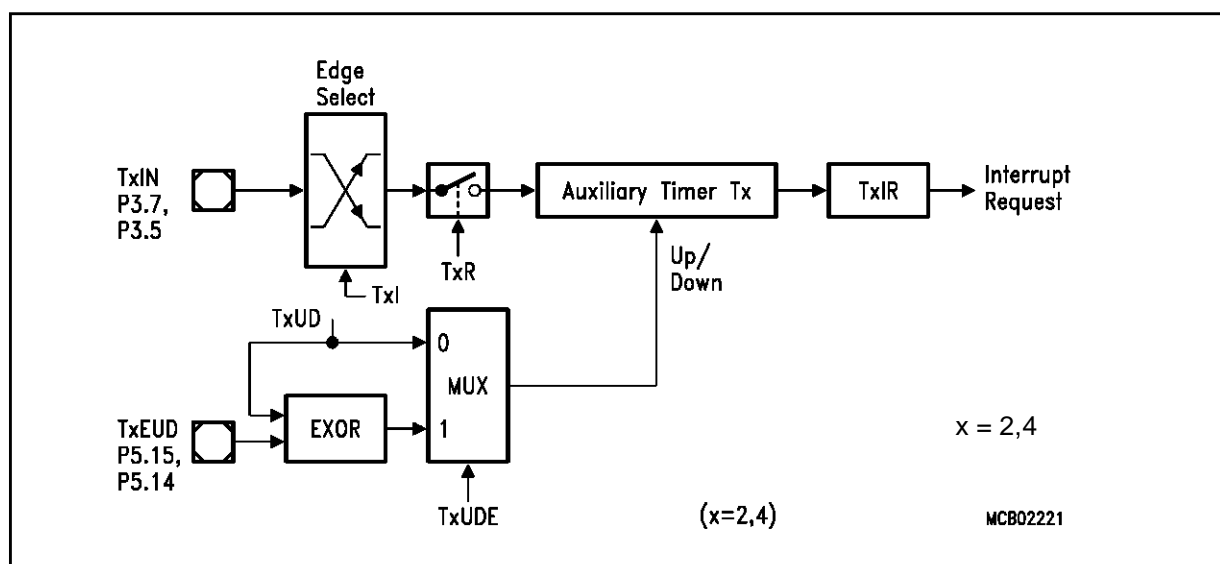 Edge
Select
TxIN
P3.7,
P3.5
Auxiliary Timer Tx
TxIR
Interrupt
Request
TxR
Up/
Down
TxI
TxUD
0
MUX
TxEUD
P5.15,
P5.14
EXOR
1
x = 2,4
TxUDE
(x=2,4)
MCB02221